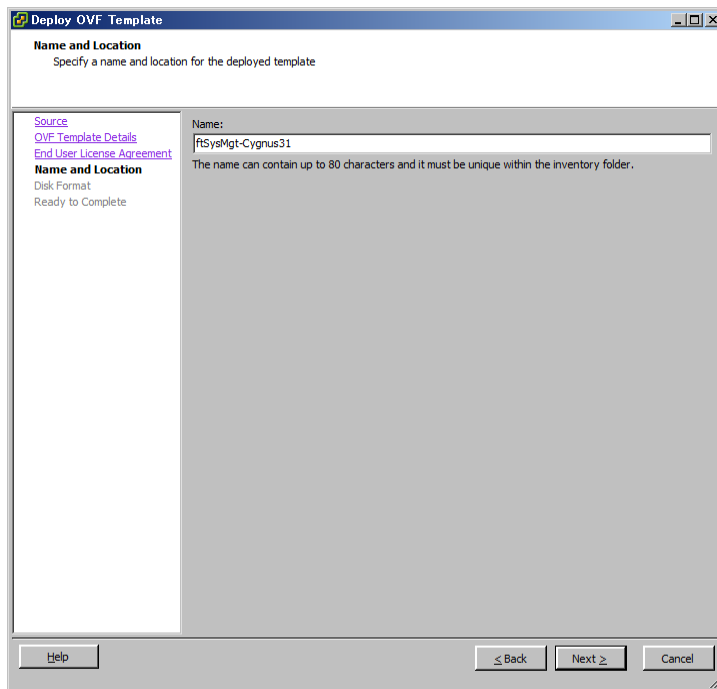 Deploy OVF Template
Name and Location
Specify a name and location for the deployed template
Source
OVF Template Details
End User License Agreement
Name and Location
Disk Format
Ready to Complete
Name:
ftSysMgt-Cygnus31
The name can contain up to 80 characters and it must be unique within the inventory folder.
Help
≤ Back
Next ≥
Cancel